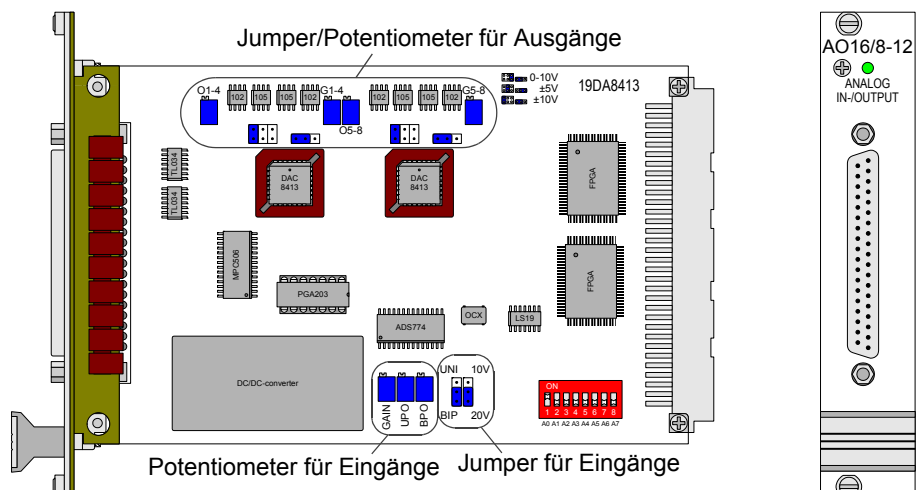 Jumper/Potentiometer für Ausgänge
O1-4
102
105
105
102
G1-4
O5-8
102
105
105
102
G5-8
0-10V
±5V
±10V
19DA8413
TL034
TL034
DAC
8413
DAC
8413
FPGA
FPGA
MPC506
PGA203
ADS774
OCX
LS19
DC/DC-converter
GAIN
UPO
BPO
UNI 10V
BIP 20V
ON
1 2 3 4 5 6 7 8
A0 A1 A2 A3 A4 A5 A6 A7
Potentiometer für Eingänge
Jumper für Eingänge
AO16/8-12
ANALOG
IN-/OUTPUT